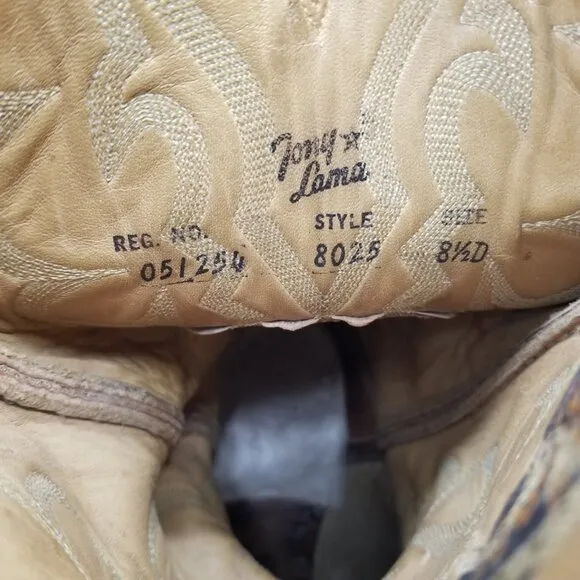 Tony Lama
REG. NO. STYLE SIZE
051254 8025 8½D